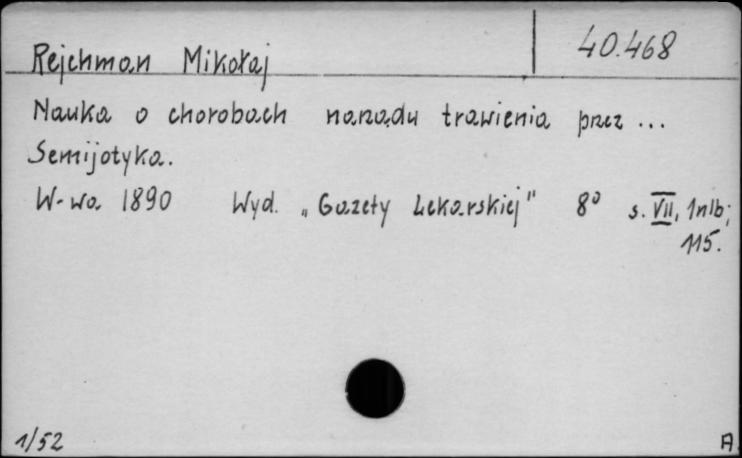 Rejchman Mikołaj 40.468
Nauka o chorobach narządu trawienia przez ...
Semijotyka.
W-wa 1890 Wyd. „Gazety Lekarskiej" 8° s. VII, 1nlb;
115.
1/52 A